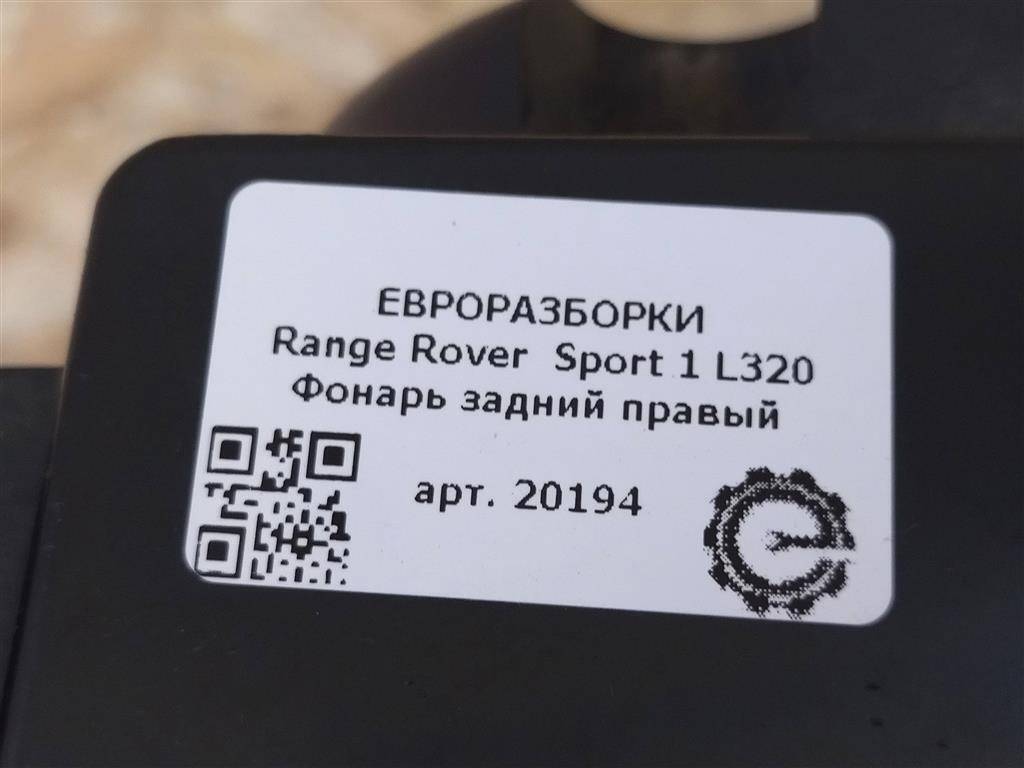 ЕВРОРАЗБОРКИ
Range Rover Sport 1 L320
Фонарь задний правый
арт. 20194